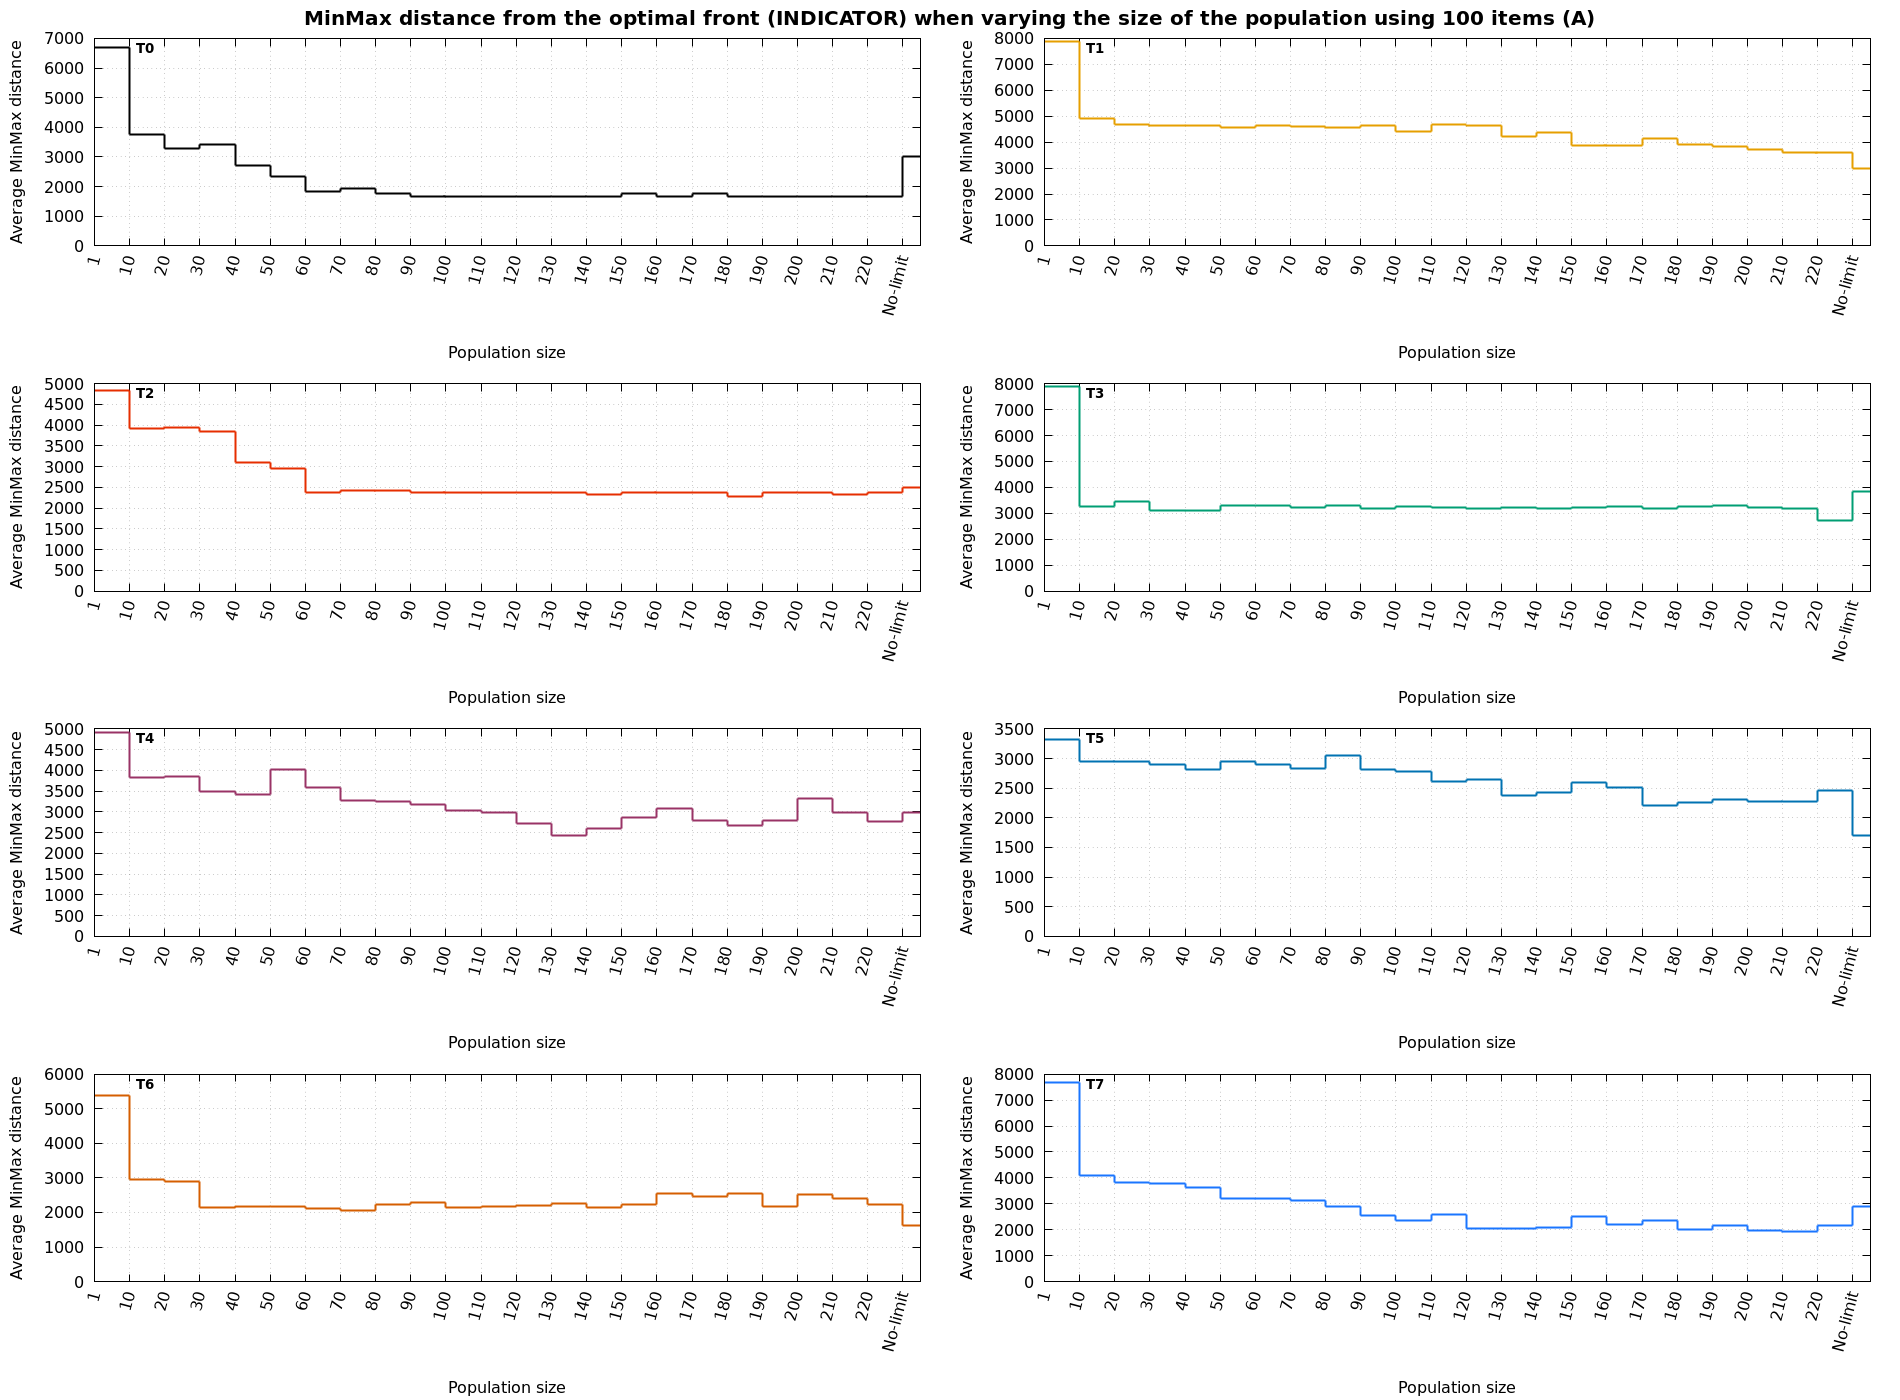 MinMax distance from the optimal front (INDICATOR) when varying the size of the population using 100 items (A)
T0
Average MinMax distance
7000
6000
5000
4000
3000
2000
1000
0
1 10 20 30 40 50 60 70 80 90 100 110 120 130 140 150 160 170 180 190 200 210 220 No-limit
Population size
T1
Average MinMax distance
8000
7000
6000
5000
4000
3000
2000
1000
0
1 10 20 30 40 50 60 70 80 90 100 110 120 130 140 150 160 170 180 190 200 210 220 No-limit
Population size
T2
Average MinMax distance
5000
4500
4000
3500
3000
2500
2000
1500
1000
500
0
1 10 20 30 40 50 60 70 80 90 100 110 120 130 140 150 160 170 180 190 200 210 220 No-limit
Population size
T3
Average MinMax distance
8000
7000
6000
5000
4000
3000
2000
1000
0
1 10 20 30 40 50 60 70 80 90 100 110 120 130 140 150 160 170 180 190 200 210 220 No-limit
Population size
T4
Average MinMax distance
5000
4500
4000
3500
3000
2500
2000
1500
1000
500
0
1 10 20 30 40 50 60 70 80 90 100 110 120 130 140 150 160 170 180 190 200 210 220 No-limit
Population size
T5
Average MinMax distance
3500
3000
2500
2000
1500
1000
500
0
1 10 20 30 40 50 60 70 80 90 100 110 120 130 140 150 160 170 180 190 200 210 220 No-limit
Population size
T6
Average MinMax distance
6000
5000
4000
3000
2000
1000
0
1 10 20 30 40 50 60 70 80 90 100 110 120 130 140 150 160 170 180 190 200 210 220 No-limit
Population size
T7
Average MinMax distance
8000
7000
6000
5000
4000
3000
2000
1000
0
1 10 20 30 40 50 60 70 80 90 100 110 120 130 140 150 160 170 180 190 200 210 220 No-limit
Population size